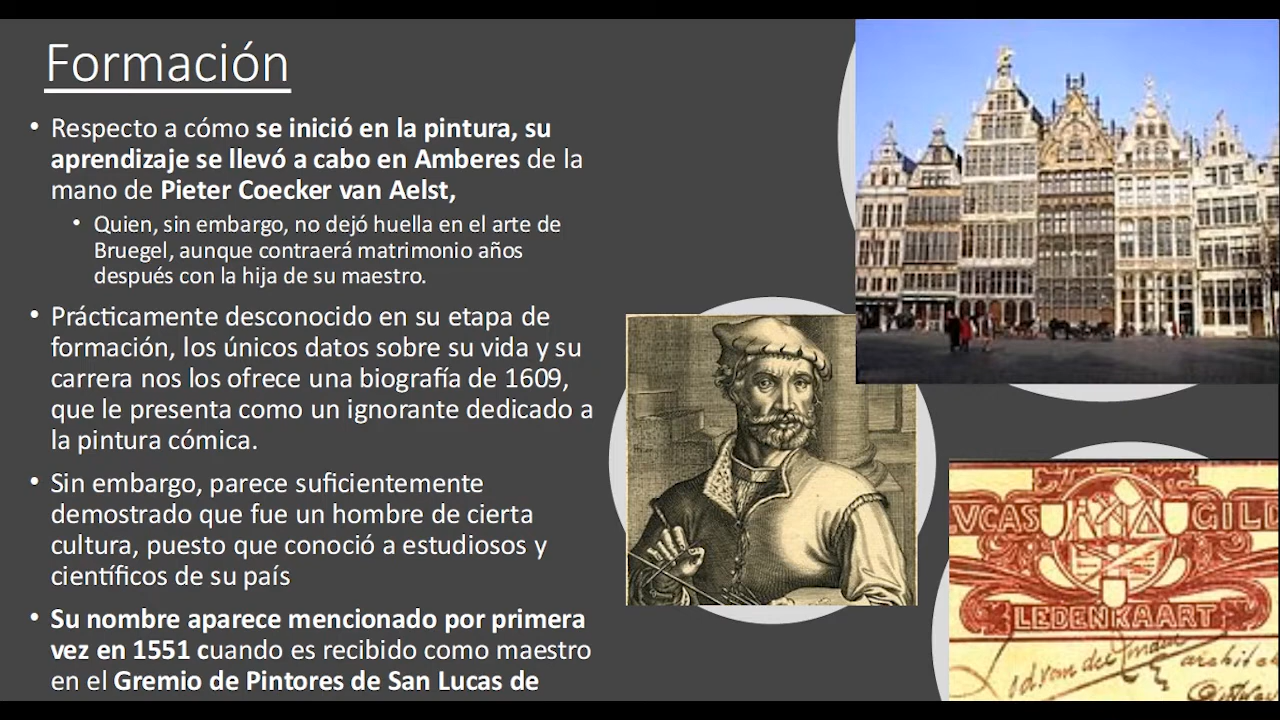 Formación
• Respecto a cómo se inició en la pintura, su
aprendizaje se llevó a cabo en Amberes de la
mano de Pieter Coecker van Aelst,
• Quien, sin embargo, no dejó huella en el arte de
Bruegel, aunque contraerá matrimonio años
después con la hija de su maestro.
• Prácticamente desconocido en su etapa de
formación, los únicos datos sobre su vida y su
carrera nos los ofrece una biografía de 1609,
que le presenta como un ignorante dedicado a
la pintura cómica.
• Sin embargo, parece suficientemente
demostrado que fue un hombre de cierta
cultura, puesto que conoció a estudiosos y
científicos de su país
• Su nombre aparece mencionado por primera
vez en 1551 cuando es recibido como maestro
en el Gremio de Pintores de San Lucas de
VCAS GILD
LEDENKAART